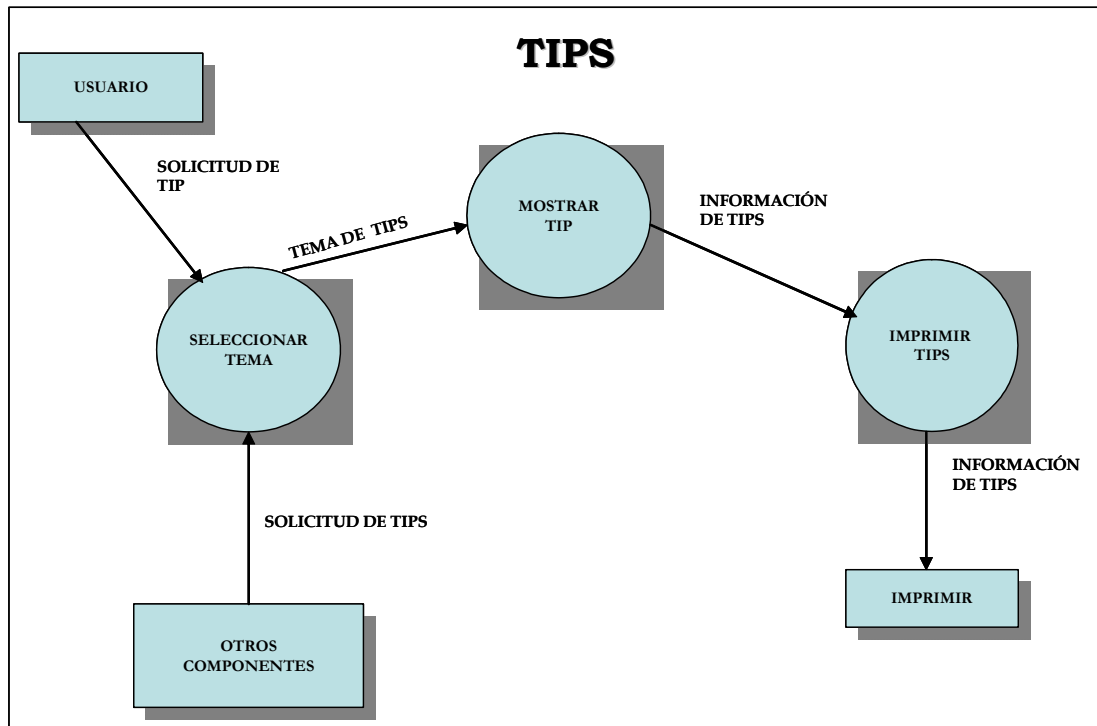 TIPS
USUARIO
SOLICITUD DE
TIP
TEMA DE TIPS
MOSTRAR
TIP
INFORMACIÓN
DE TIPS
SELECCIONAR
TEMA
IMPRIMIR
TIPS
SOLICITUD DE TIPS
INFORMACIÓN
DE TIPS
OTROS
COMPONENTES
IMPRIMIR